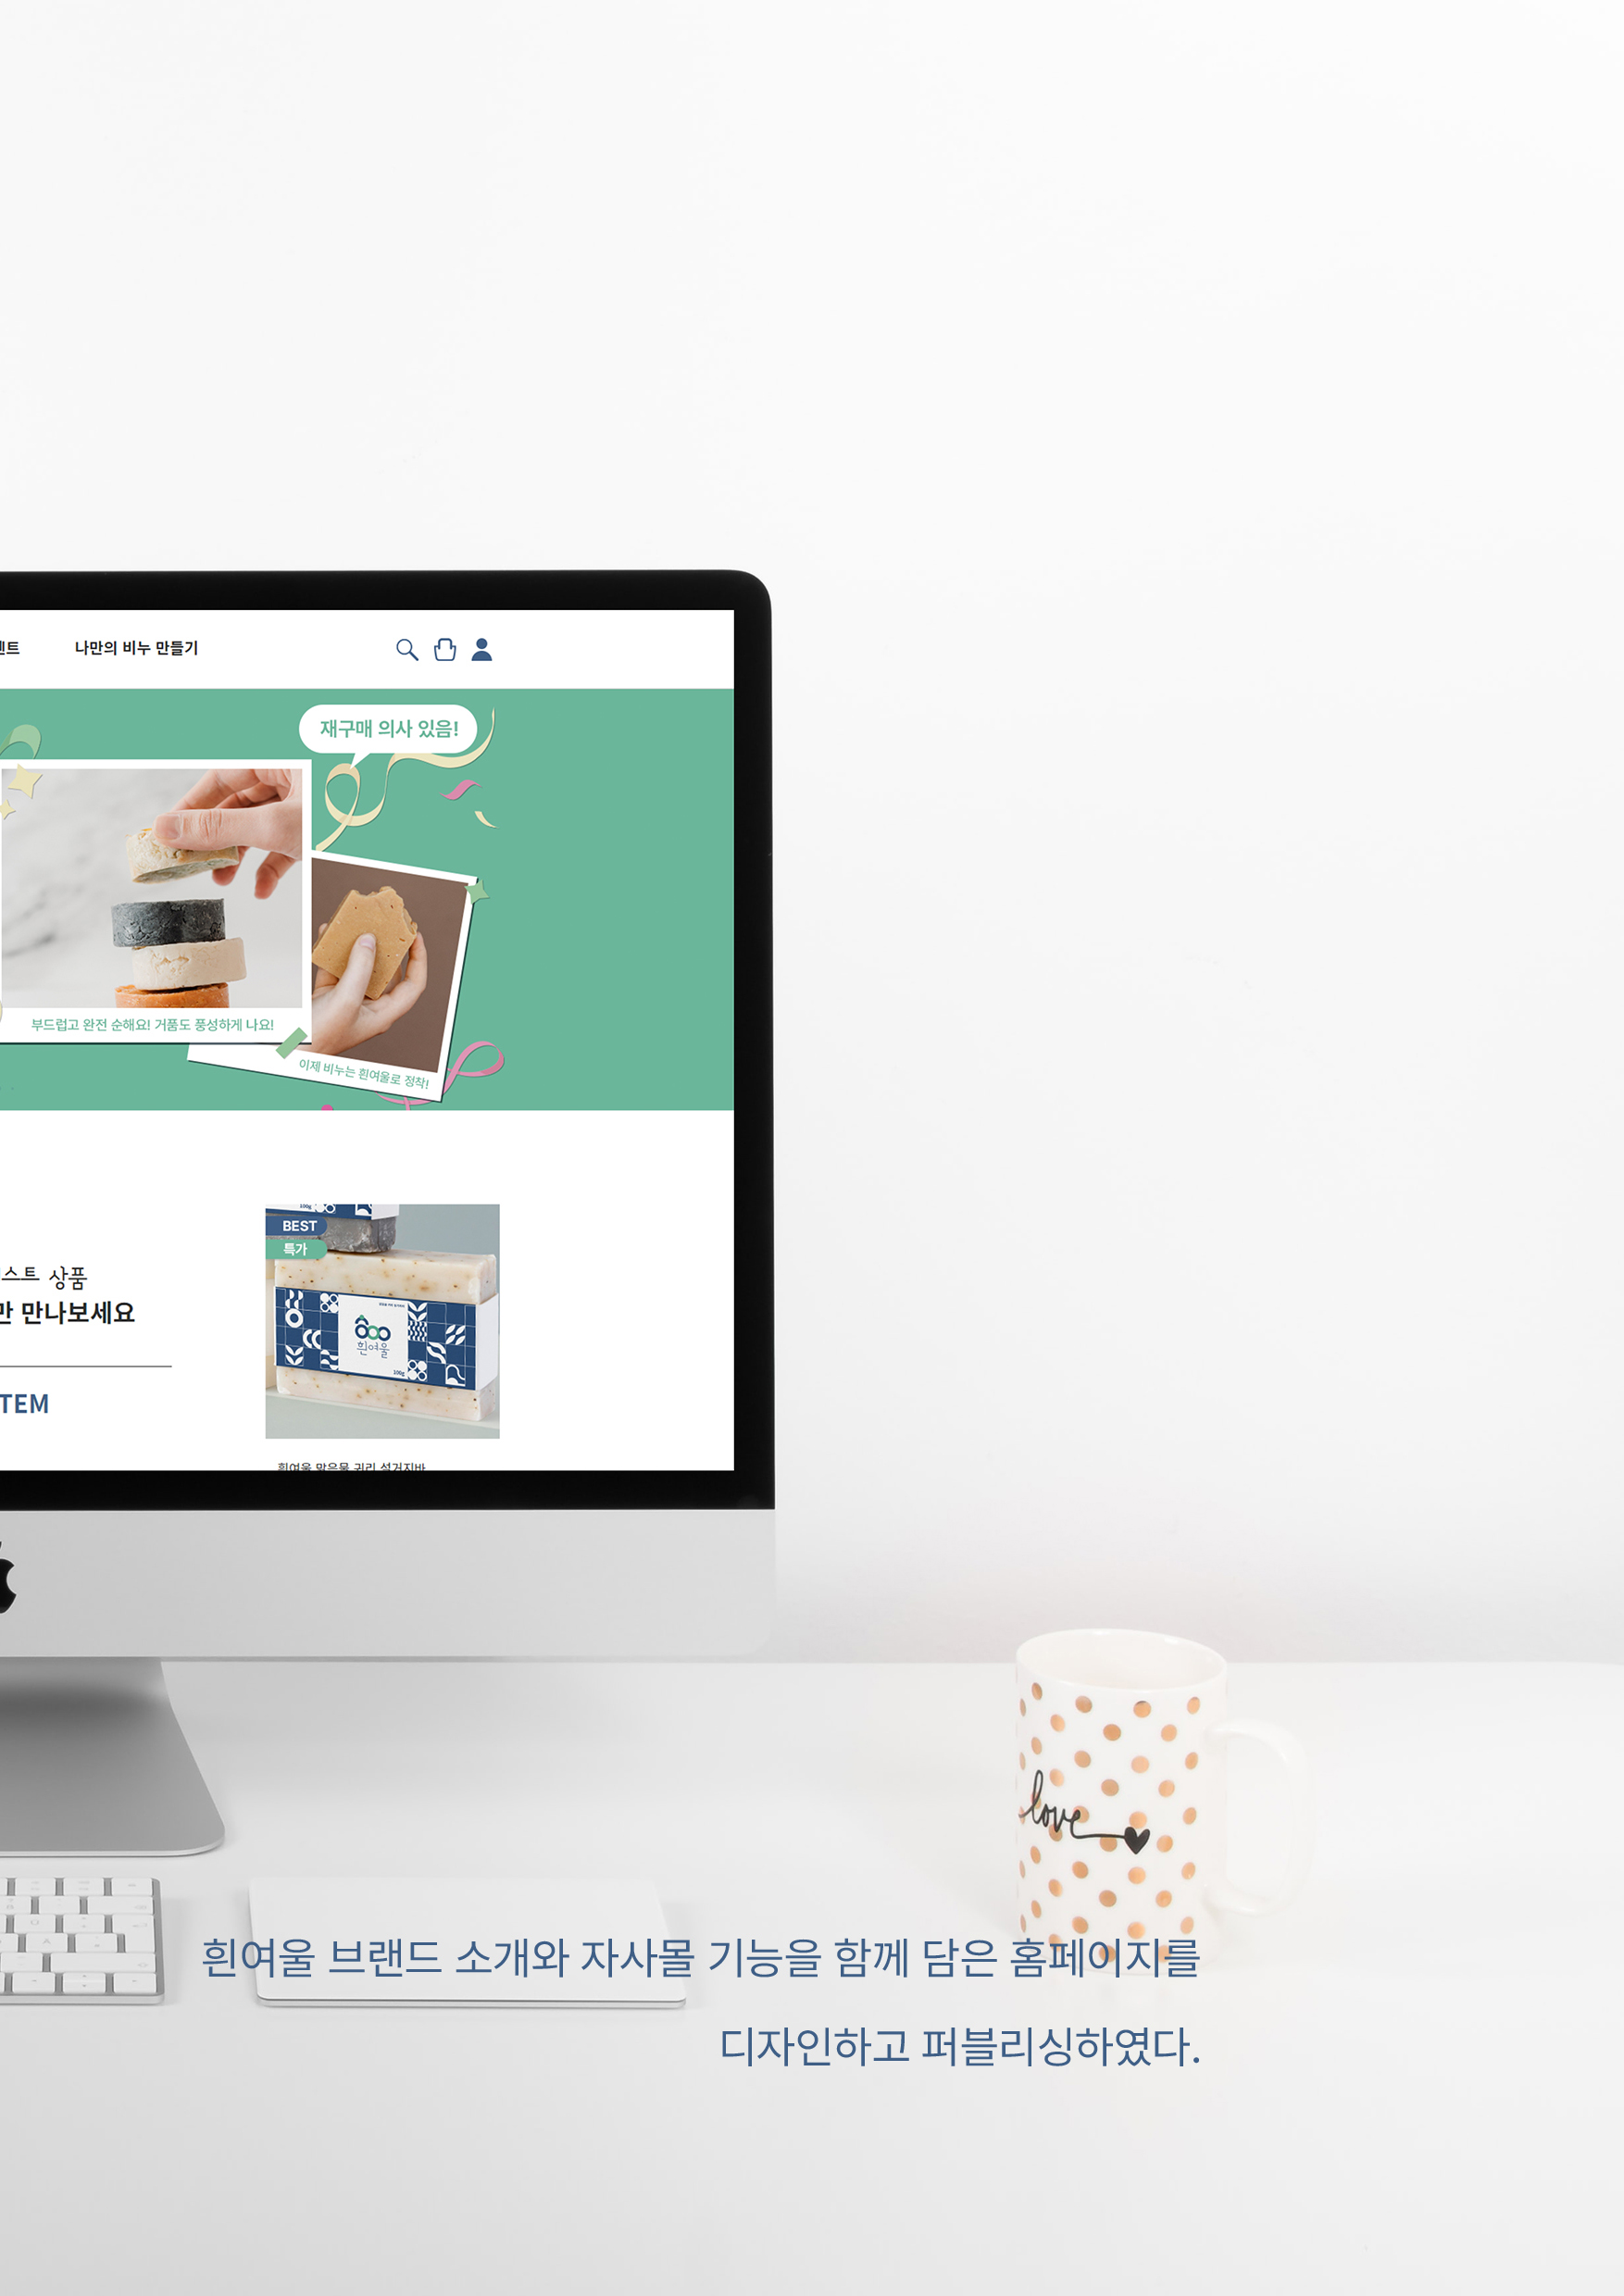 나만의 비누 만들기
재구매 의사 있음!
부드럽고 완전 순해요! 거품도 풍성하게 나요!
이제 비누는 흰여울로 정착!
100g
BEST
특가
상품
만나보세요
흰여울
100g
TEM
흰여울 맑은물 귀리 설거지바
love
흰여울 브랜드 소개와 자사몰 기능을 함께 담은 홈페이지를
디자인하고 퍼블리싱하였다.